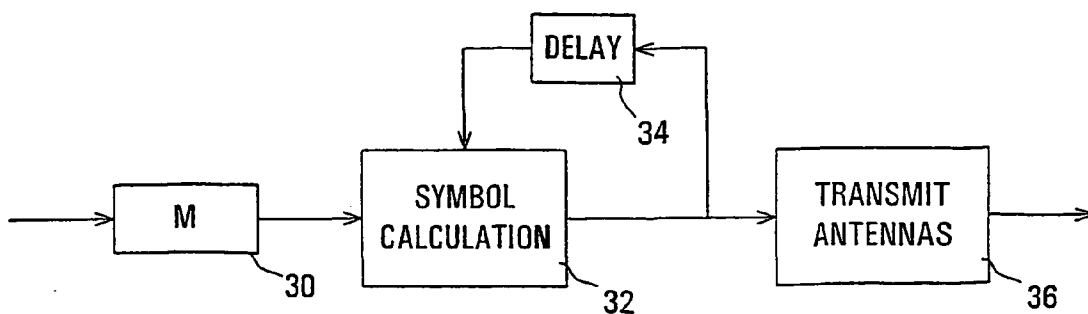 DELAY
34
M
30
SYMBOL
CALCULATION
32
TRANSMIT
ANTENNAS
36